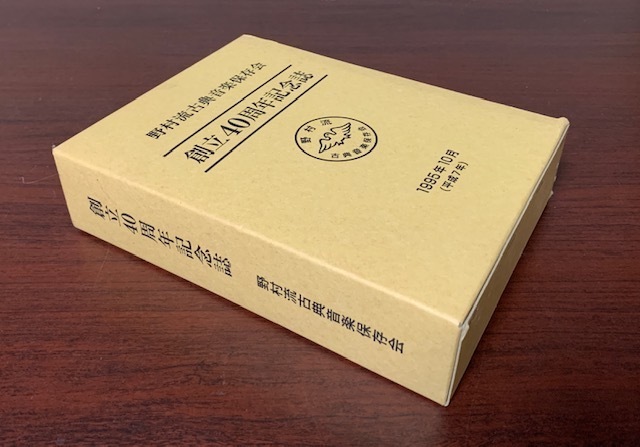 野村流古典音楽保存会
創立40周年記念誌
野村流
古典音楽保存会
1995年10月
(平成7年)
創立40周年記念誌
野村流古典音楽保存会